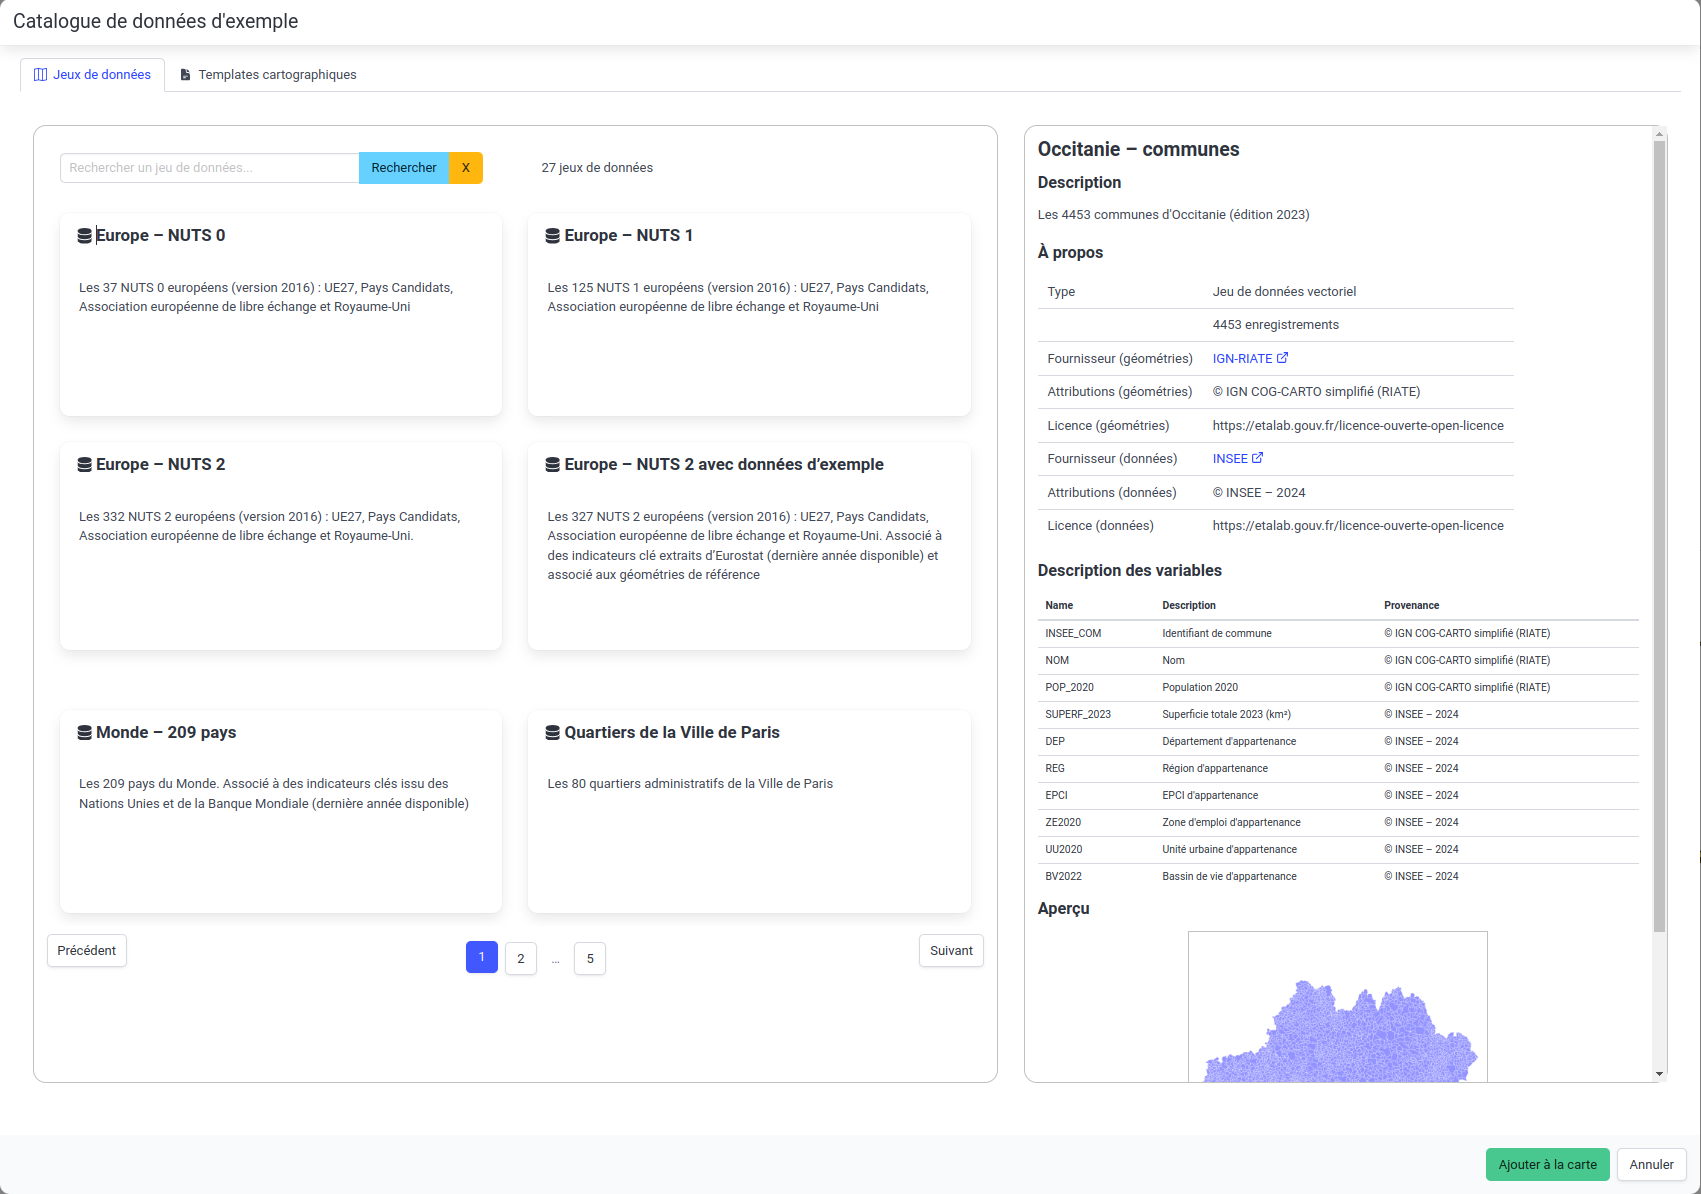 Catalogue de données d'exemple
Jeux de données
Templates cartographiques
Rechercher un jeu de données...
Rechercher
X
27 jeux de données
Europe – NUTS 0
Les 37 NUTS 0 européens (version 2016) : UE27, Pays Candidats,
Association européenne de libre échange et Royaume-Uni
Europe – NUTS 1
Les 125 NUTS 1 européens (version 2016) : UE27, Pays Candidats,
Association européenne de libre échange et Royaume-Uni
Europe – NUTS 2
Les 332 NUTS 2 européens (version 2016) : UE27, Pays Candidats,
Association européenne de libre échange et Royaume-Uni.
Europe – NUTS 2 avec données d’exemple
Les 327 NUTS 2 européens (version 2016) : UE27, Pays Candidats,
Association européenne de libre échange et Royaume-Uni. Associé à
des indicateurs clé extraits d’Eurostat (dernière année disponible) et
associé aux géométries de référence
Monde – 209 pays
Les 209 pays du Monde. Associé à des indicateurs clés issu des
Nations Unies et de la Banque Mondiale (dernière année disponible)
Quartiers de la Ville de Paris
Les 80 quartiers administratifs de la Ville de Paris
Précédent
1
2
...
5
Suivant
Occitanie – communes
Description
Les 4453 communes d'Occitanie (édition 2023)
À propos
Type Jeu de données vectoriel
4453 enregistrements
Fournisseur (géométries) IGN-RIATE
Attributions (géométries) © IGN COG-CARTO simplifié (RIATE)
Licence (géométries) https://etalab.gouv.fr/licence-ouverte-open-licence
Fournisseur (données) INSEE
Attributions (données) © INSEE – 2024
Licence (données) https://etalab.gouv.fr/licence-ouverte-open-licence
Description des variables
Name Description Provenance
INSEE_COM Identifiant de commune © IGN COG-CARTO simplifié (RIATE)
NOM Nom © IGN COG-CARTO simplifié (RIATE)
POP_2020 Population 2020 © IGN COG-CARTO simplifié (RIATE)
SUPERF_2023 Superficie totale 2023 (km²) © INSEE – 2024
DEP Département d'appartenance © INSEE – 2024
REG Région d'appartenance © INSEE – 2024
EPCI EPCI d'appartenance © INSEE – 2024
ZE2020 Zone d'emploi d'appartenance © INSEE – 2024
UU2020 Unité urbaine d'appartenance © INSEE – 2024
BV2022 Bassin de vie d'appartenance © INSEE – 2024
Aperçu
Ajouter à la carte
Annuler